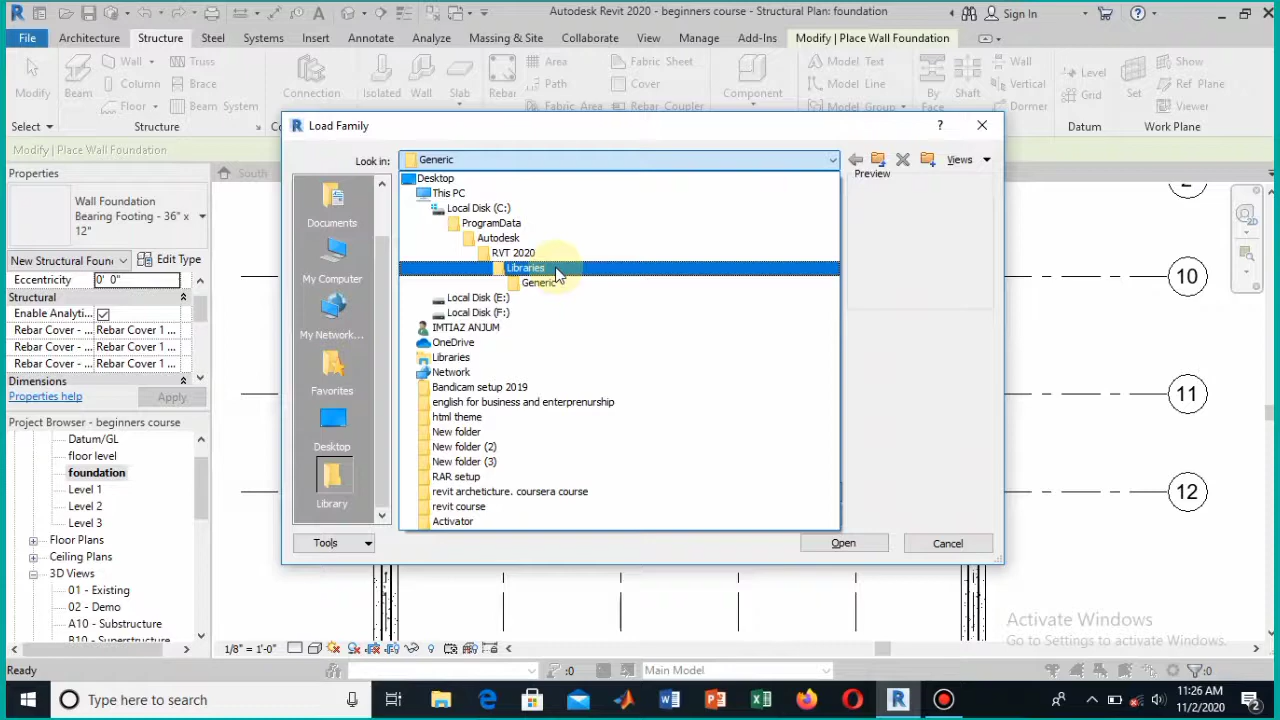 Autodesk Revit 2020 - beginners course - Structural Plan: foundation
Sign In
File Architecture Structure Steel Systems Insert Annotate Analyze Massing & Site Collaborate View Manage Add-Ins Modify | Place Wall Foundation
Modify
Beam
Wall
Column
Floor
Truss
Brace
Beam System
Connection
Isolated
Wall
Slab
Rebar
Area
Path
Fabric Area
Fabric Sheet
Cover
Rebar Coupler
Component
Model Text
Model Line
Model Group
By
Face
Shaft
Wall
Vertical
Dormer
Level
Grid
Set
Show
Ref Plane
Viewer
Select
Structure
Datum
Work Plane
Modify | Place Wall Foundation
Properties
Wall Foundation
Bearing Footing - 36" x
12"
New Structural Foun
Edit Type
Eccentricity 0' 0"
Structural
Enable Analyti...
Rebar Cover - ... Rebar Cover 1 ...
Rebar Cover - ... Rebar Cover 1 ...
Rebar Cover - ... Rebar Cover 1 ...
Dimensions
Properties help
Apply
Project Browser - beginners course
Datum/GL
floor level
foundation
Level 1
Level 2
Level 3
Floor Plans
Ceiling Plans
3D Views
01 - Existing
02 - Demo
A10 - Substructure
B10 - Superstructure
South
Load Family
?
Look in:
Generic
Views
Preview
Documents
My Computer
My Network...
Favorites
Desktop
Library
Desktop
This PC
Local Disk (C:)
ProgramData
Autodesk
RVT 2020
Libraries
Generic
Local Disk (E:)
Local Disk (F:)
IMTIAZ ANJUM
OneDrive
Libraries
Network
Bandicam setup 2019
english for business and enterprenurship
html theme
New folder
New folder (2)
New folder (3)
RAR setup
revit archeticture. coursera course
revit course
Activator
Tools
Open
Cancel
10
11
12
Activate Windows
Go to Settings to activate Windows.
1/8" = 1'-0"
Ready
:0
Main Model
:0
Type here to search
11:26 AM
11/2/2020
2